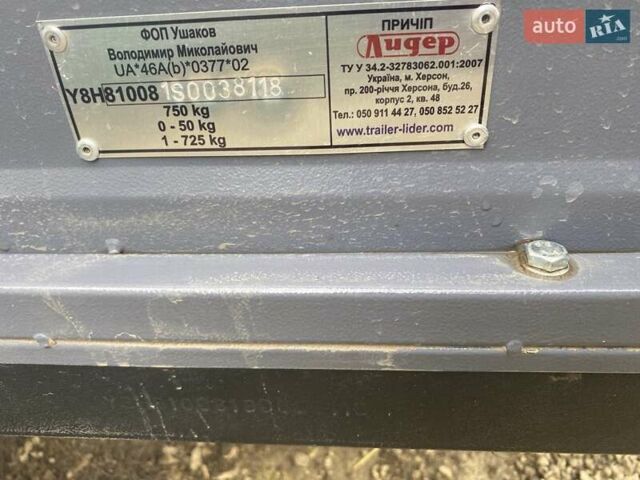 ФОП Ушаков
Володимир Миколайович
UA*46A(b)*0377*02
Y8H810081S0038118
750 kg
0 - 50 kg
1 - 725 kg
ПРИЧІП
Лидер
ТУ У 34.2-32783062.001:2007
Україна, м. Херсон,
пр. 200-річчя Херсона, буд.26,
корпус 2, кв. 48
Тел.: 050 911 44 27, 050 852 52 27
www.trailer-lider.com
auto RIA .com